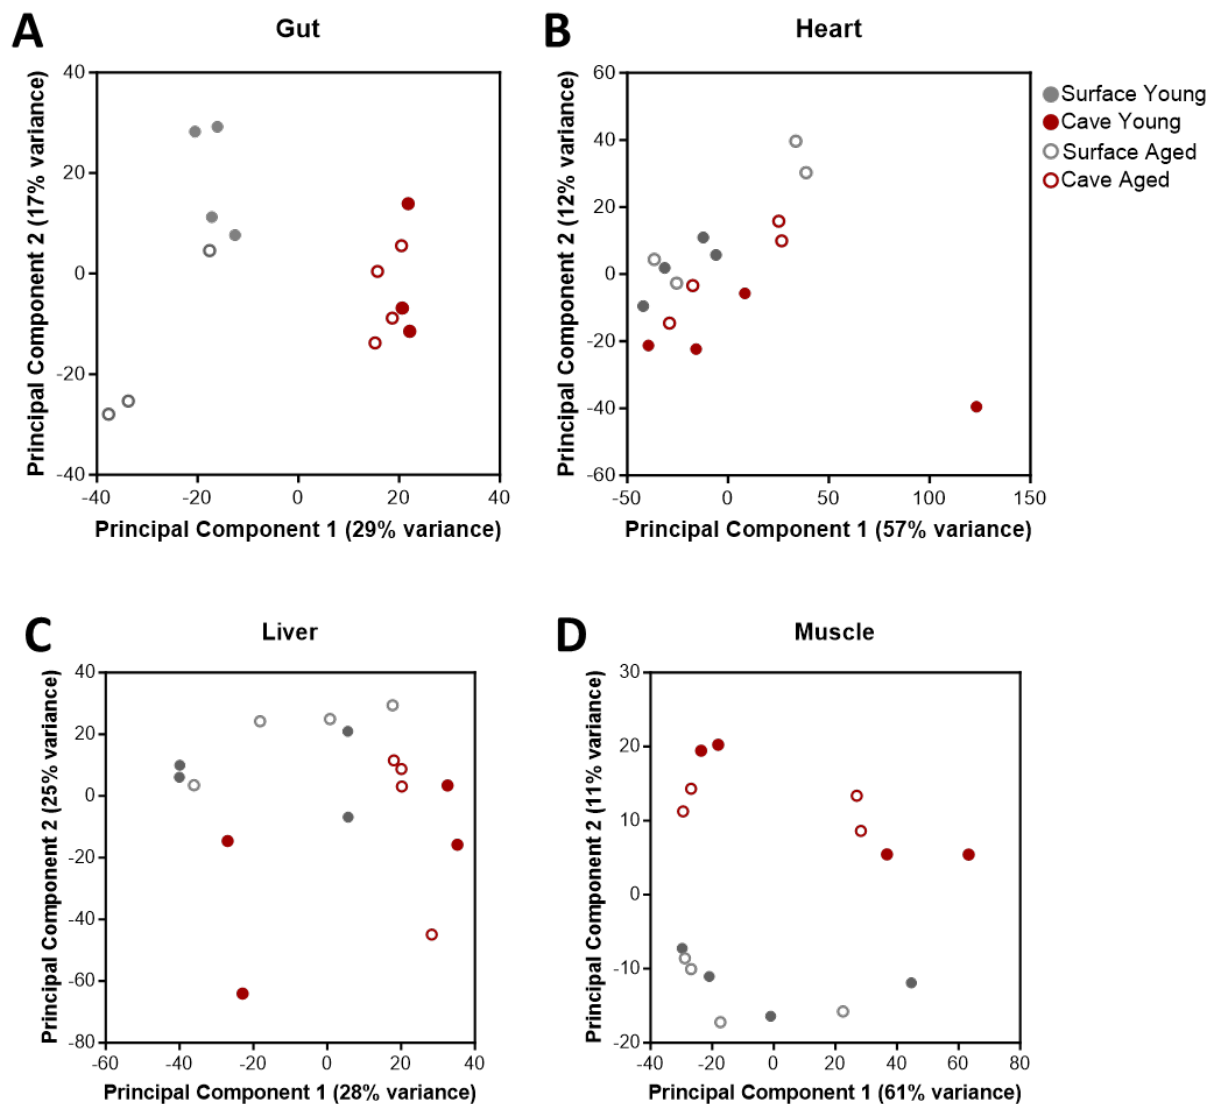 A
Gut
40
20
0
-20
-40
-40
-20
0
20
40
Principal Component 2 (17% variance)
Principal Component 1 (29% variance)
B
Heart
60
40
20
0
-20
-40
-60
-50
0
50
100
150
Principal Component 2 (12% variance)
Principal Component 1 (57% variance)
Surface Young
Cave Young
Surface Aged
Cave Aged
C
Liver
40
20
0
-20
-40
-60
-80
-60
-40
-20
0
20
40
Principal Component 2 (25% variance)
Principal Component 1 (28% variance)
D
Muscle
30
20
10
0
-10
-20
-40
-20
0
20
40
60
80
Principal Component 2 (11% variance)
Principal Component 1 (61% variance)